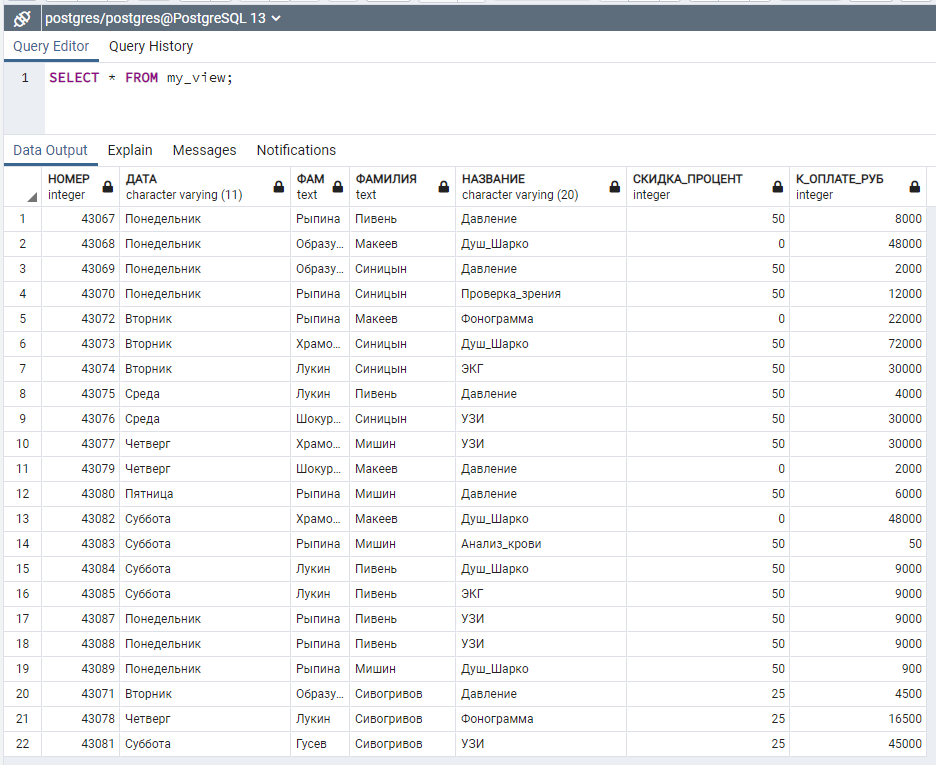 postgres/postgres@PostgreSQL 13
Query Editor Query History
1 SELECT * FROM my_view;
Data Output Explain Messages Notifications
НОМЕР ДАТА ФАМ ФАМИЛИЯ НАЗВАНИЕ СКИДКА_ПРОЦЕНТ К_ОПЛАТЕ_РУБ
integer character varying (11) text text character varying (20) integer integer
1 43067 Понедельник Рыпина Пивень Давление 50 8000
2 43068 Понедельник Образу... Макеев Душ_Шарко 0 48000
3 43069 Понедельник Образу... Синицын Давление 50 2000
4 43070 Понедельник Рыпина Синицын Проверка_зрения 50 12000
5 43072 Вторник Рыпина Макеев Фонограмма 0 22000
6 43073 Вторник Храмо... Синицын Душ_Шарко 50 72000
7 43074 Вторник Лукин Синицын ЭКГ 50 30000
8 43075 Среда Лукин Пивень Давление 50 4000
9 43076 Среда Шокур... Синицын УЗИ 50 30000
10 43077 Четверг Храмо... Мишин УЗИ 50 30000
11 43079 Четверг Шокур... Макеев Давление 0 2000
12 43080 Пятница Рыпина Мишин Давление 50 6000
13 43082 Суббота Храмо... Макеев Душ_Шарко 0 48000
14 43083 Суббота Рыпина Мишин Анализ_крови 50 50
15 43084 Суббота Лукин Пивень Душ_Шарко 50 9000
16 43085 Суббота Лукин Пивень ЭКГ 50 9000
17 43087 Понедельник Рыпина Пивень УЗИ 50 9000
18 43088 Понедельник Рыпина Пивень УЗИ 50 9000
19 43089 Понедельник Рыпина Мишин Душ_Шарко 50 900
20 43071 Вторник Образу... Сивогривов Давление 25 4500
21 43078 Четверг Лукин Сивогривов Фонограмма 25 16500
22 43081 Суббота Гусев Сивогривов УЗИ 25 45000